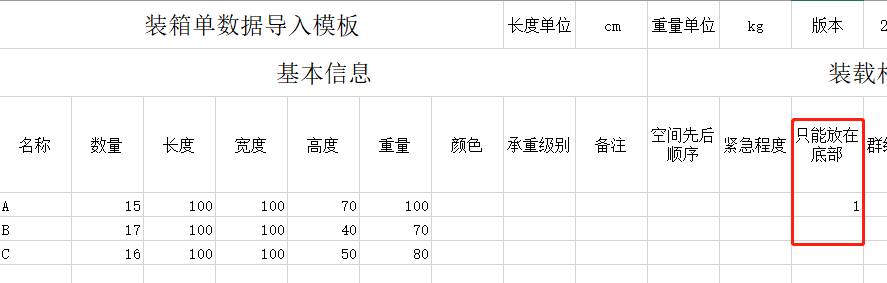 装箱单数据导入模板 长度单位 cm 重量单位 kg 版本 2
基本信息 装载
名称 数量 长度 宽度 高度 重量 颜色 承重级别 备注 空间先后 紧急程度 只能放在 群
顺序 底部
A 15 100 100 70 100 1
B 17 100 100 40 70
C 16 100 100 50 80